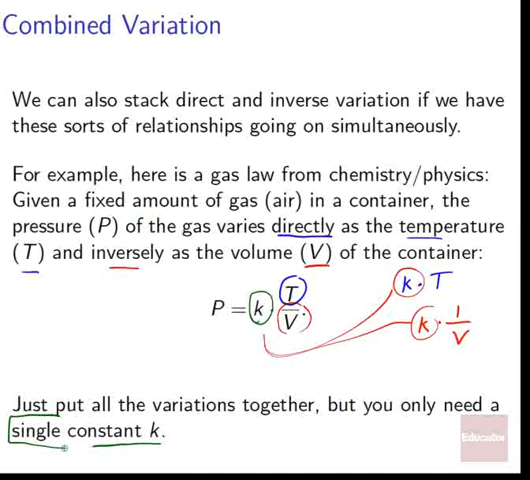 Combined Variation
We can also stack direct and inverse variation if we have
these sorts of relationships going on simultaneously.
For example, here is a gas law from chemistry/physics:
Given a fixed amount of gas (air) in a container, the
pressure (P) of the gas varies directly as the temperature
(T) and inversely as the volume (V) of the container:
k · T
P = k · T/V.
k · 1/V
Just put all the variations together, but you only need a
single constant k.
Educator